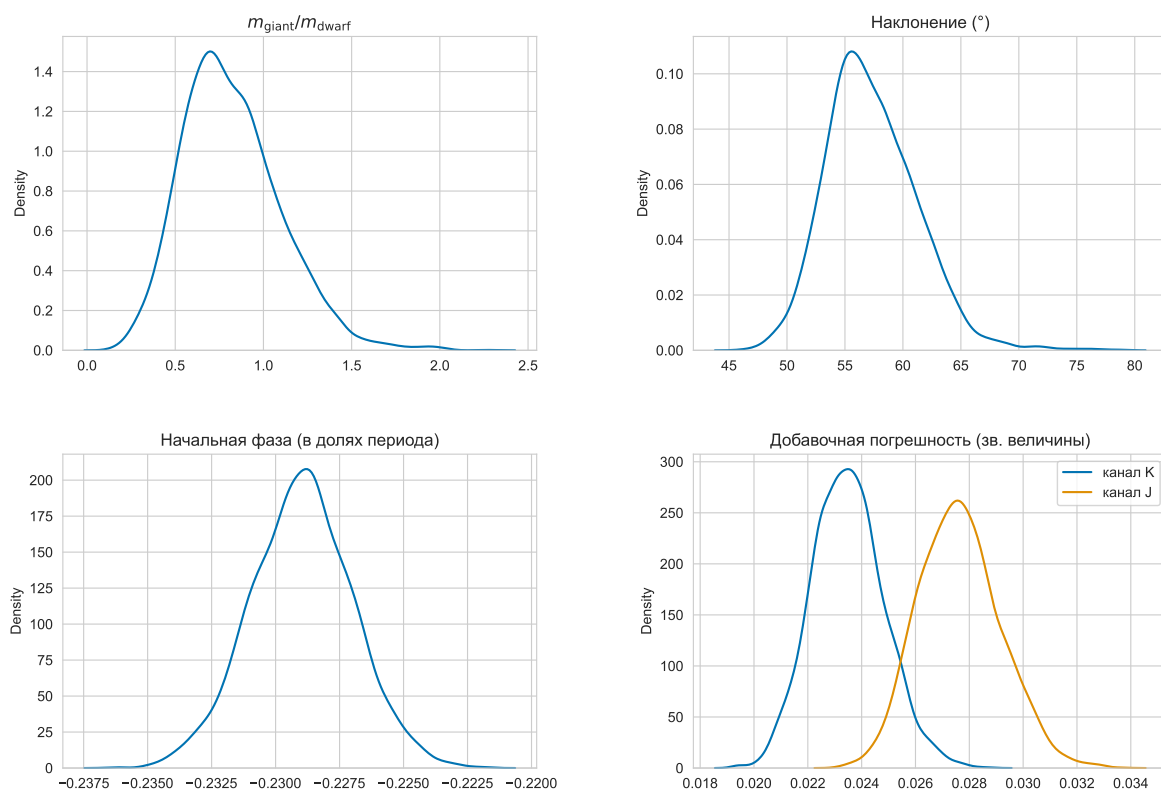 m_giant/m_dwarf
Density
1.4
1.2
1.0
0.8
0.6
0.4
0.2
0.0
0.0 0.5 1.0 1.5 2.0 2.5
Наклонение (°)
Density
0.10
0.08
0.06
0.04
0.02
0.00
45 50 55 60 65 70 75 80
Начальная фаза (в долях периода)
Density
200
175
150
125
100
75
50
25
0
−0.2375 −0.2350 −0.2325 −0.2300 −0.2275 −0.2250 −0.2225 −0.2200
Добавочная погрешность (зв. величины)
канал K
канал J
Density
300
250
200
150
100
50
0
0.018 0.020 0.022 0.024 0.026 0.028 0.030 0.032 0.034